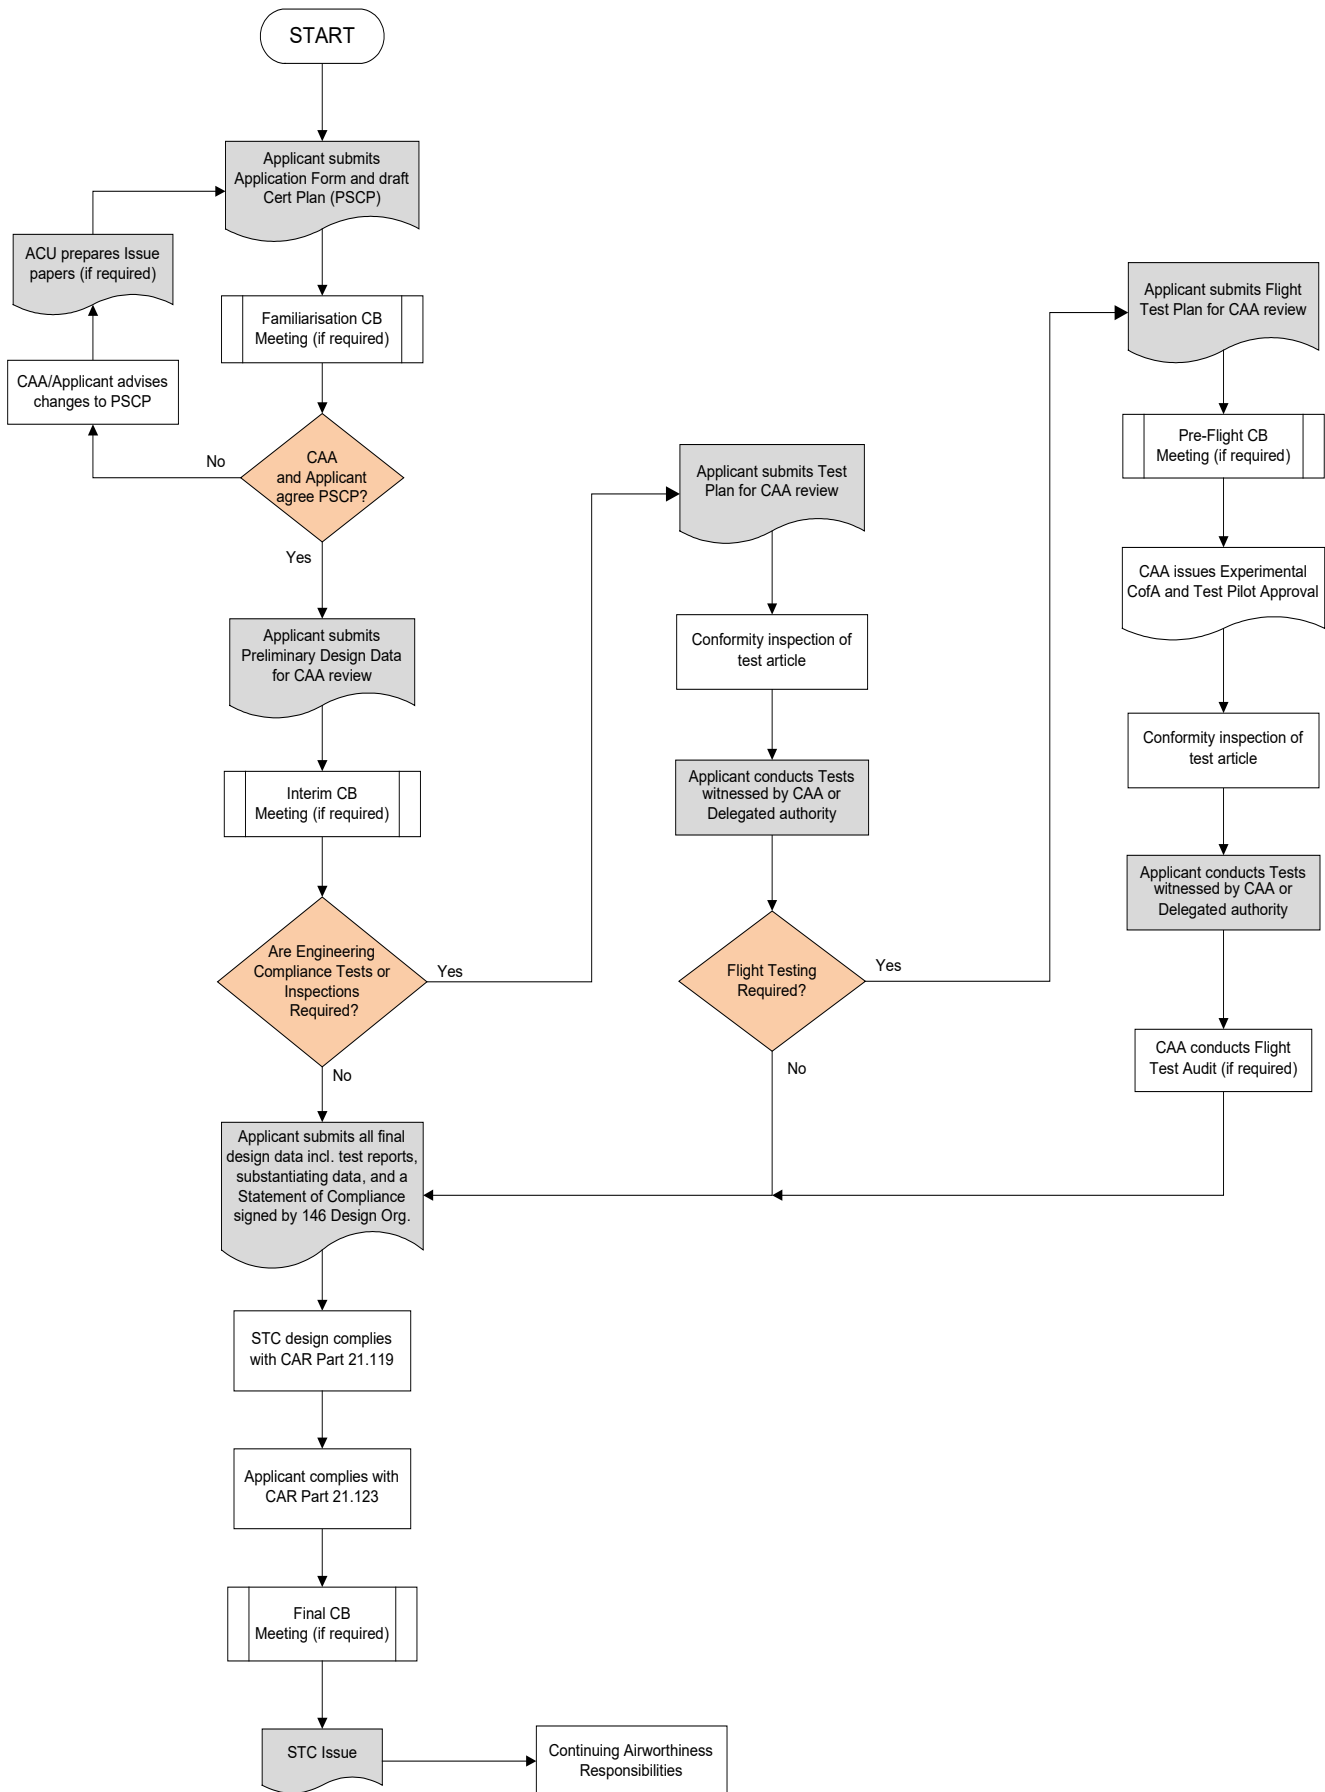 START
Applicant submits
Application Form and draft
Cert Plan (PSCP)
ACU prepares Issue
papers (if required)
Familiarisation CB
Meeting (if required)
CAA/Applicant advises
changes to PSCP
No
CAA
and Applicant
agree PSCP?
Yes
Applicant submits
Preliminary Design Data
for CAA review
Interim CB
Meeting (if required)
Are Engineering
Compliance Tests or
Inspections
Required?
Yes
No
Applicant submits Test
Plan for CAA review
Conformity inspection of
test article
Applicant conducts Tests
witnessed by CAA or
Delegated authority
Flight Testing
Required?
Yes
No
Applicant submits Flight
Test Plan for CAA review
Pre-Flight CB
Meeting (if required)
CAA issues Experimental
CofA and Test Pilot Approval
Conformity inspection of
test article
Applicant conducts Tests
witnessed by CAA or
Delegated authority
CAA conducts Flight
Test Audit (if required)
Applicant submits all final
design data incl. test reports,
substantiating data, and a
Statement of Compliance
signed by 146 Design Org.
STC design complies
with CAR Part 21.119
Applicant complies with
CAR Part 21.123
Final CB
Meeting (if required)
STC Issue
Continuing Airworthiness
Responsibilities